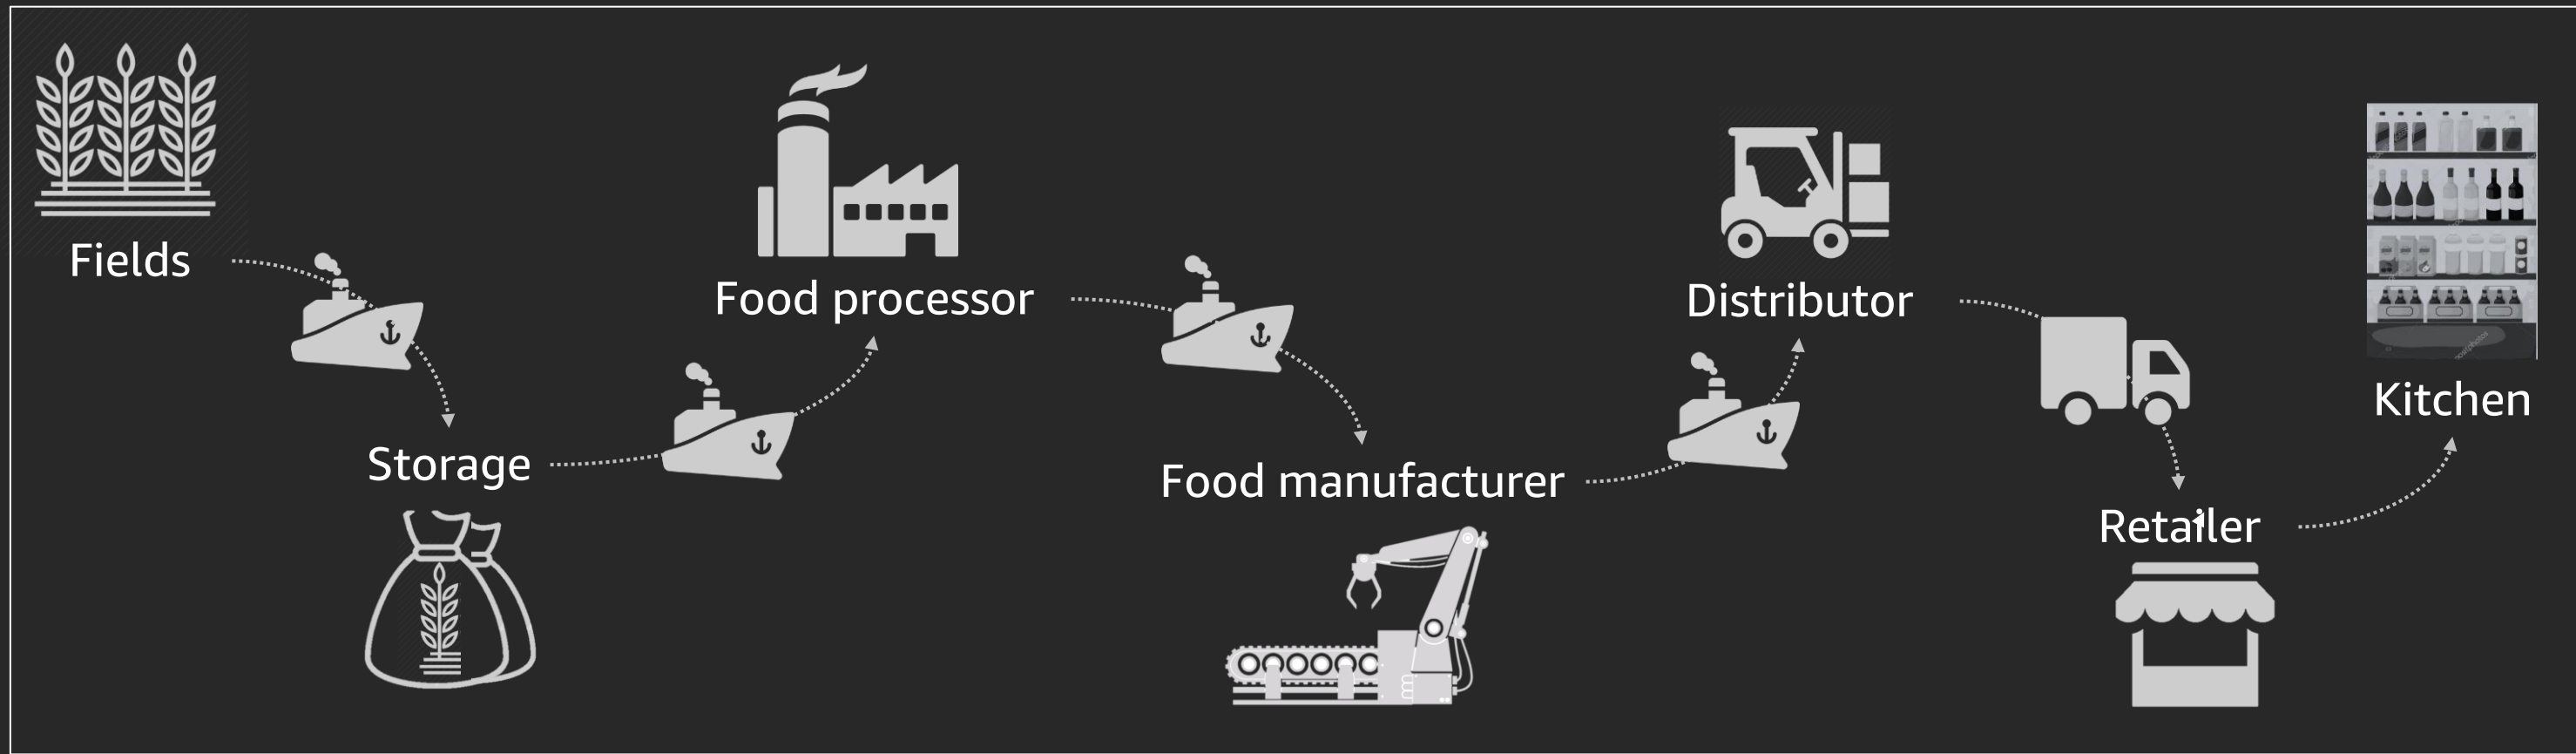 Fields
Storage
Food processor
Food manufacturer
Distributor
Retailer
Kitchen